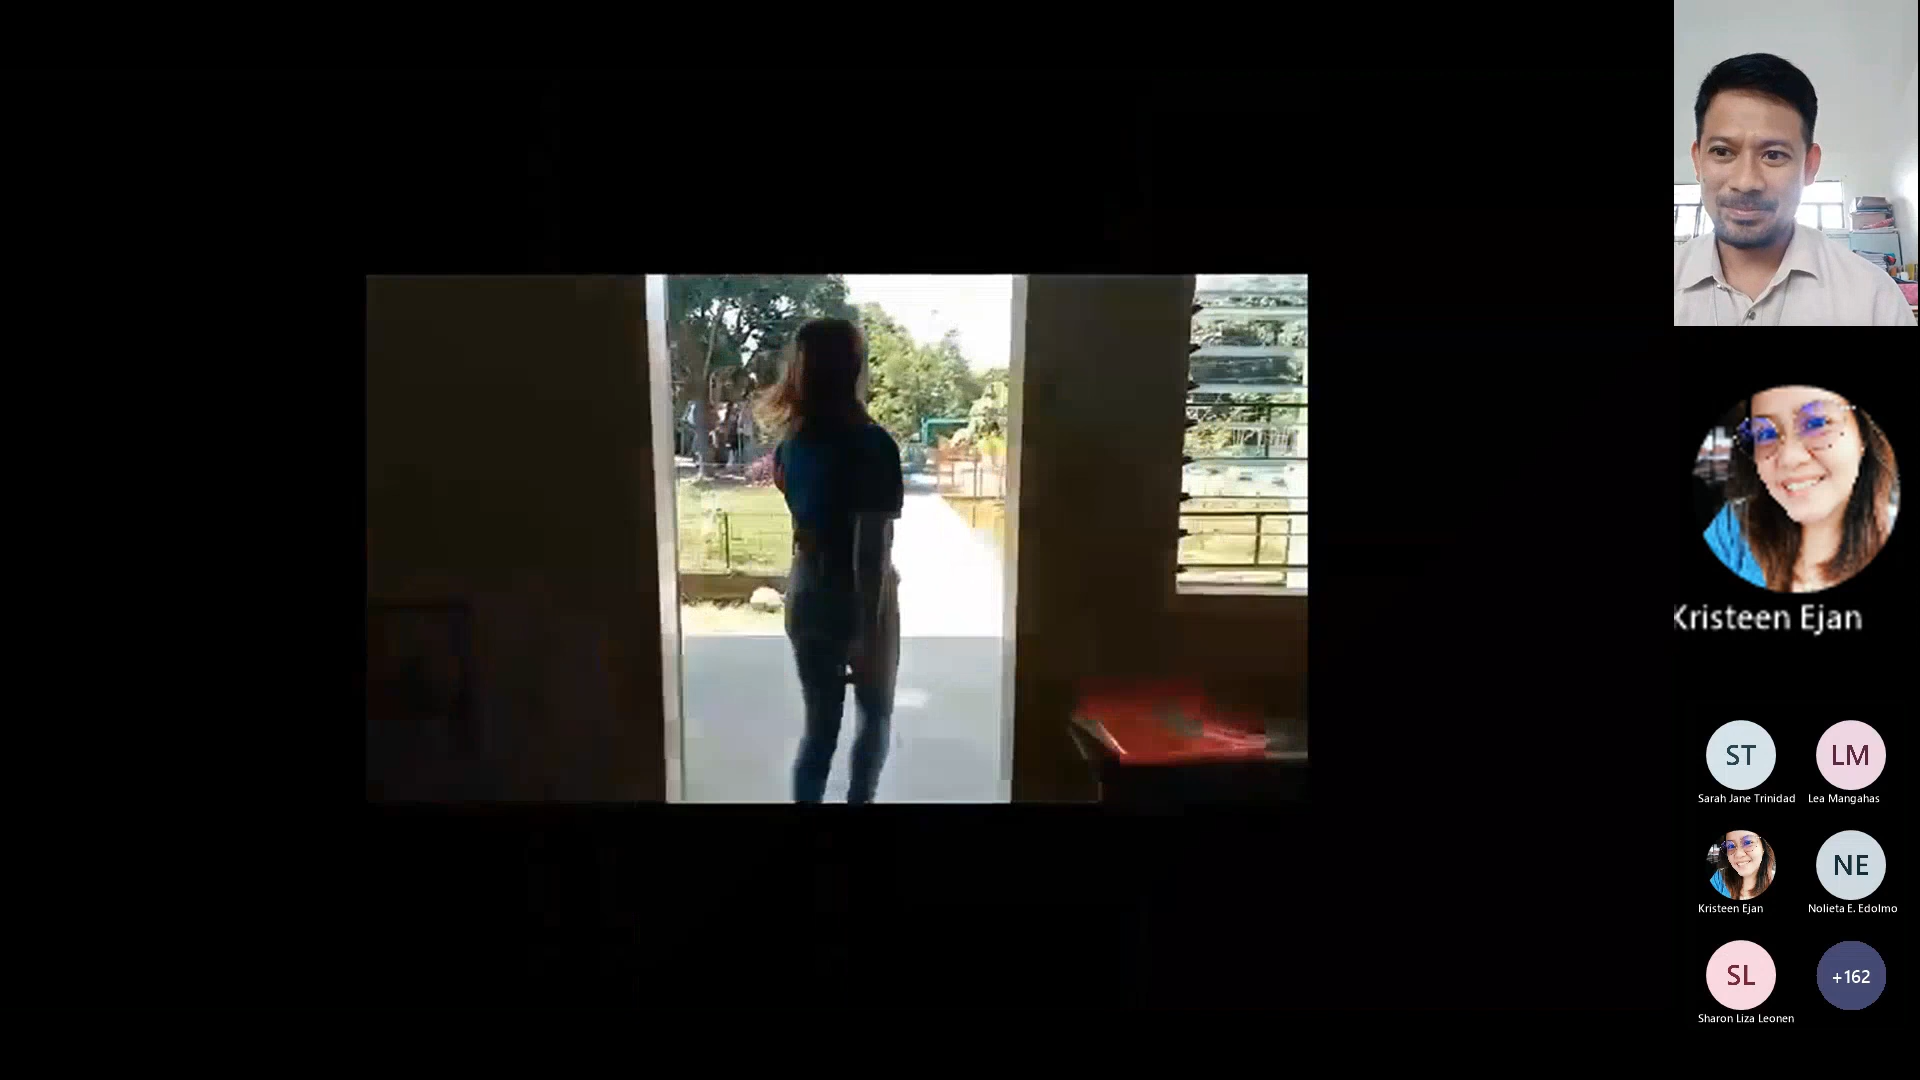 Kristeen Ejan
ST
LM
Sarah Jane Trinidad
Lea Mangahas
NE
Kristeen Ejan
Nolieta E. Edolmo
SL
+162
Sharon Liza Leonen